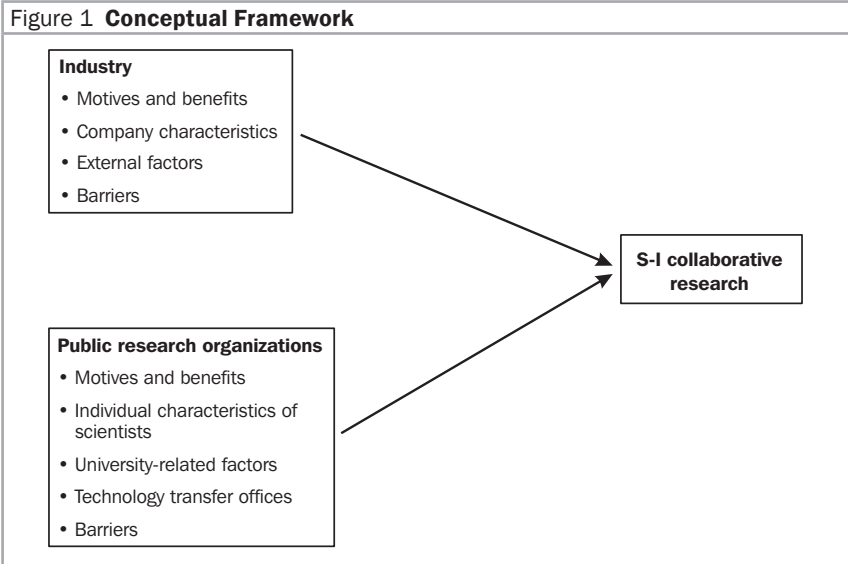 Figure 1 Conceptual Framework
Industry
• Motives and benefits
• Company characteristics
• External factors
• Barriers
S-I collaborative
research
Public research organizations
• Motives and benefits
• Individual characteristics of
scientists
• University-related factors
• Technology transfer offices
• Barriers